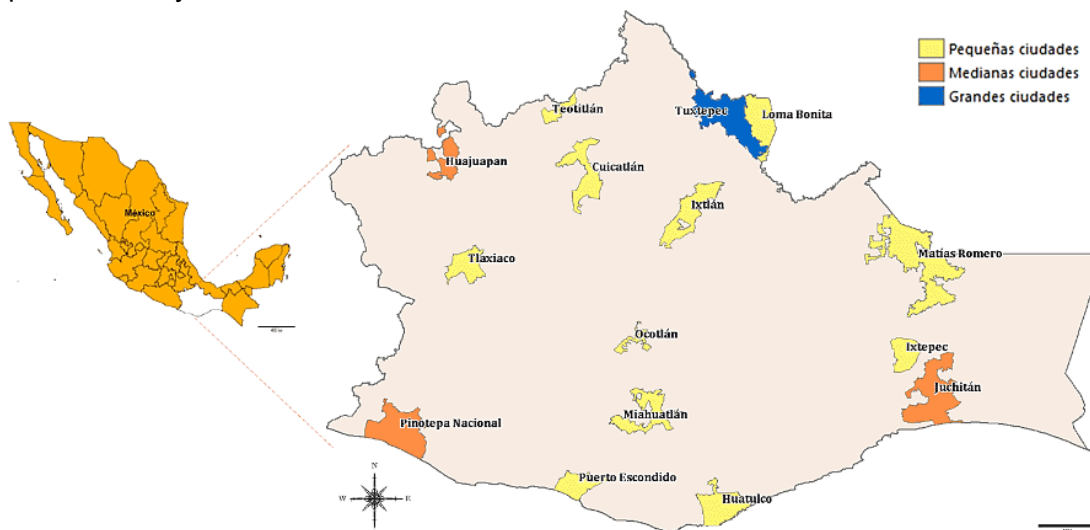 Pequeñas ciudades
Medianas ciudades
Grandes ciudades
Teotitlán
Tuxtepec
Loma Bonita
Huajuapan
Cuicatlán
Ixtlán
México
Tlaxiaco
Matías Romero
Ocotlán
Ixtepec
Juchitán
Pinotepa Nacional
Miahuatlán
Puerto Escondido
Huatulco
N
W
E
S